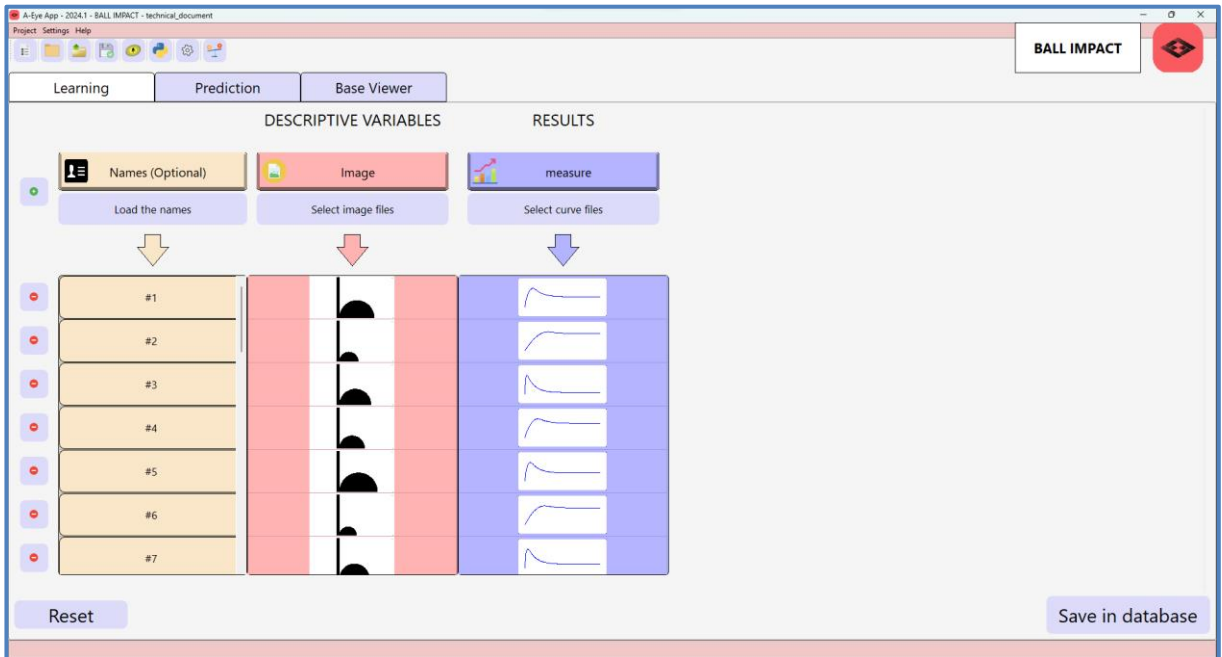 A-Eye App - 2024.1 - BALL IMPACT - technical_document
Project Settings Help
BALL IMPACT
Learning Prediction Base Viewer
DESCRIPTIVE VARIABLES RESULTS
Names (Optional) Image measure
Load the names Select image files Select curve files
#1
#2
#3
#4
#5
#6
#7
Reset Save in database